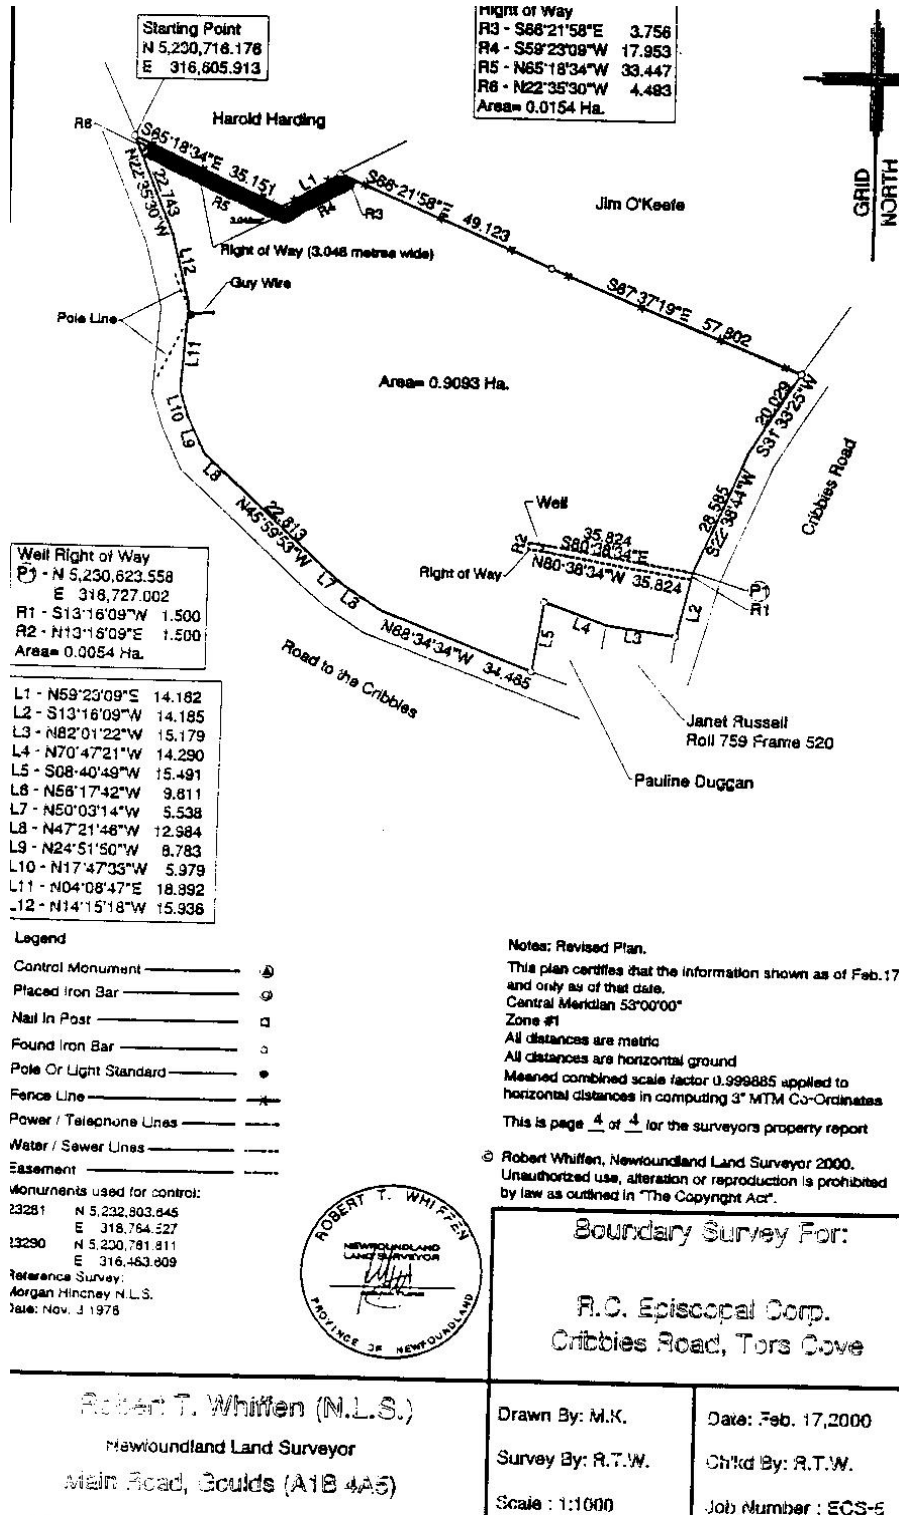 Starting Point
N 5,230,716.176
E 316,605.913
Right of Way
R3 - S66°21'58"E 3.756
R4 - S59°23'09"W 17.953
R5 - N65°18'34"W 33.447
R6 - N22°35'30"W 4.493
Area= 0.0154 Ha.
GRID
NORTH
R6
Harold Harding
Jim O'Keefe
S65°18'34"E 35.151
L1
S66°21'58"E 49.123
N22°35'30"W
22.743
R5
R4
R3
Right of Way (3.048 metres wide)
S67°37'19"E 57.802
L12
Guy Wire
Pole Line
L11
Area= 0.9093 Ha.
20.029
S31°33'25"W
L10
L9
L8
Cribbies Road
22.813
N45°59'53"W
28.585
S22°38'44"W
Well
35.824
S80°38'34"E
R2
Right of Way
N80°38'34"W 35.824
P1
R1
L7
L6
L2
L4
L3
L5
N68°34'34"W 34.465
Road to the Cribbies
Janet Russell
Roll 759 Frame 520
Pauline Duggan
Well Right of Way
P1 - N 5,230,623.558
E 316,727.002
R1 - S13°16'09"W 1.500
R2 - N13°16'09"E 1.500
Area= 0.0054 Ha.
L1 - N59°23'09"E 14.182
L2 - S13°16'09"W 14.185
L3 - N82°01'22"W 15.179
L4 - N70°47'21"W 14.290
L5 - S08°40'49"W 15.491
L6 - N56°17'42"W 9.611
L7 - N50°03'14"W 5.538
L8 - N47°21'46"W 12.984
L9 - N24°51'50"W 8.783
L10 - N17°47'33"W 5.979
L11 - N04°08'47"E 18.892
L12 - N14°15'18"W 15.936
Legend
Control Monument
Placed Iron Bar
Nail In Post
Found Iron Bar
Pole Or Light Standard
Fence Line
Power / Telephone Lines
Water / Sewer Lines
Easement
Monuments used for control:
23281 N 5,232,803.645
E 316,764.527
23290 N 5,230,781.811
E 316,463.609
Reference Survey:
Morgan Hinchey N.L.S.
Date: Nov. 3 1978
Notes: Revised Plan.
This plan certifies that the information shown as of Feb.17
and only as of that date.
Central Meridian 53°00'00"
Zone #1
All distances are metric
All distances are horizontal ground
Meaned combined scale factor 0.999885 applied to
horizontal distances in computing 3° MTM Co-Ordinates
This is page 4 of 4 for the surveyors property report
© Robert Whiffen, Newfoundland Land Surveyor 2000.
Unauthorized use, alteration or reproduction is prohibited
by law as outlined in "The Copyright Act".
ROBERT T. WHIFFEN
NEWFOUNDLAND
LAND SURVEYOR
PROVINCE OF NEWFOUNDLAND
Boundary Survey For:
R.C. Episcopal Corp.
Cribbies Road, Tors Cove
Robert T. Whiffen (N.L.S.)
Newfoundland Land Surveyor
Main Road, Goulds (A1B 4A5)
Drawn By: M.K.
Survey By: R.T.W.
Scale : 1:1000
Date: Feb. 17,2000
Ch'kd By: R.T.W.
Job Number : ECS-